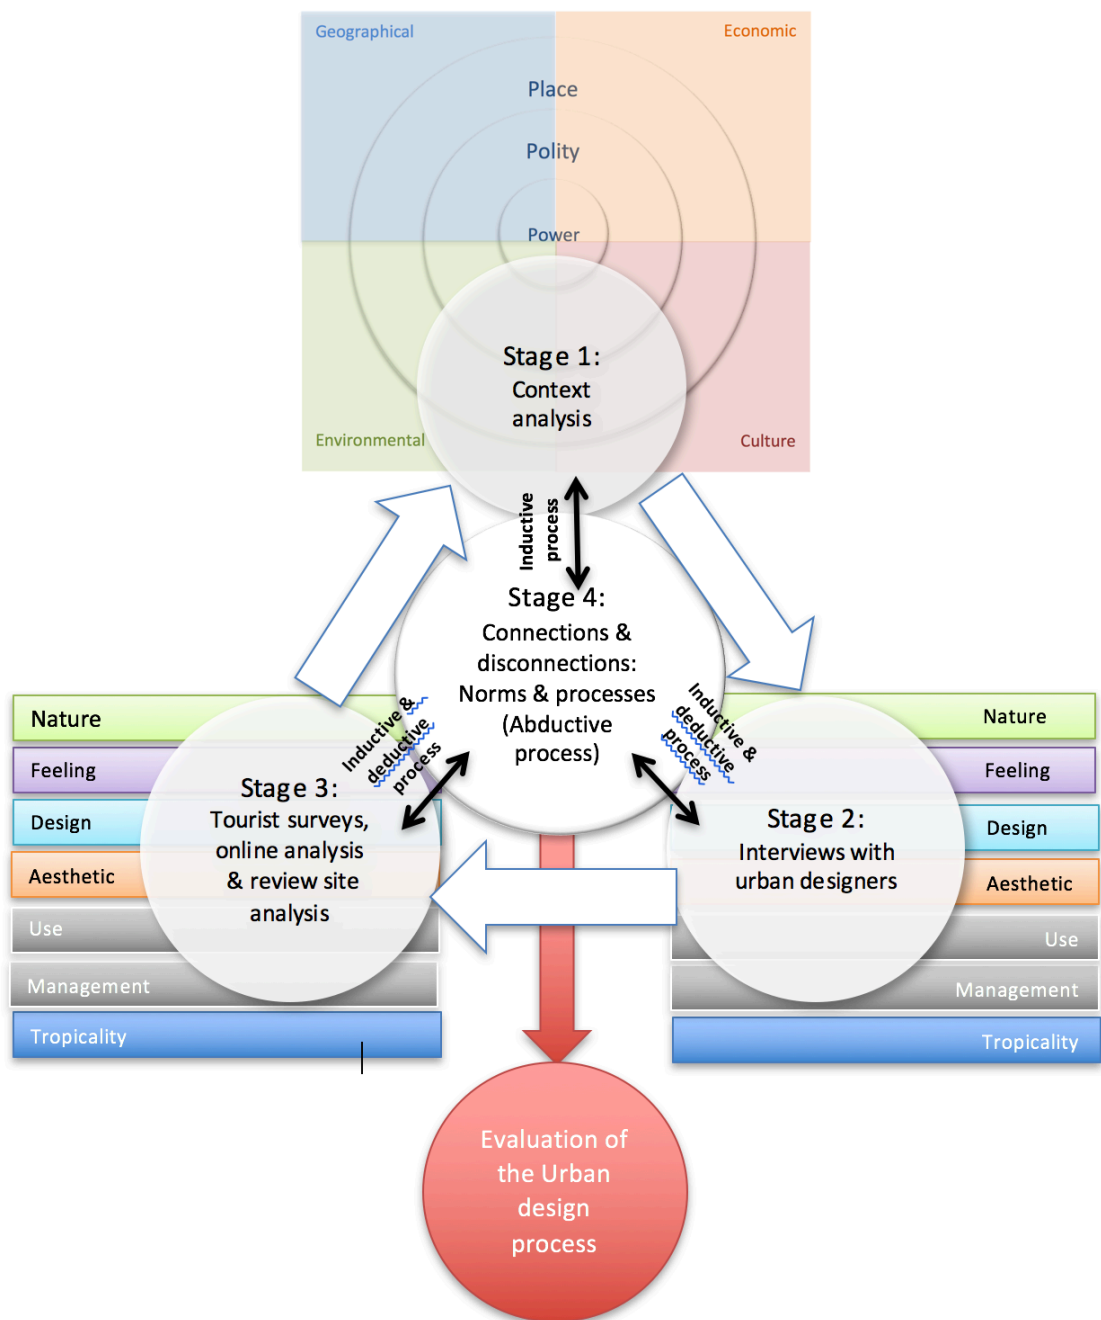 Geographical
Economic
Place
Polity
Power
Stage 1:
Context
analysis
Environmental
Culture
Inductive
process
Stage 4:
Connections &
disconnections:
Norms & processes
(Abductive
process)
Inductive &
deductive
process
Inductive &
deductive
process
Nature
Feeling
Design
Aesthetic
Use
Management
Tropicality
Stage 3:
Tourist surveys,
online analysis
& review site
analysis
Nature
Feeling
Design
Aesthetic
Use
Management
Tropicality
Stage 2:
Interviews with
urban designers
Evaluation of
the Urban
design
process